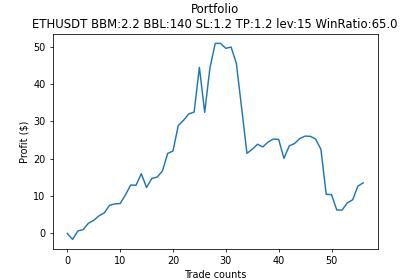 Portfolio
ETHUSDT BBM:2.2 BBL:140 SL:1.2 TP:1.2 lev:15 WinRatio:65.0
50
40
30
20
10
0
Profit ($)
0 10 20 30 40 50
Trade counts